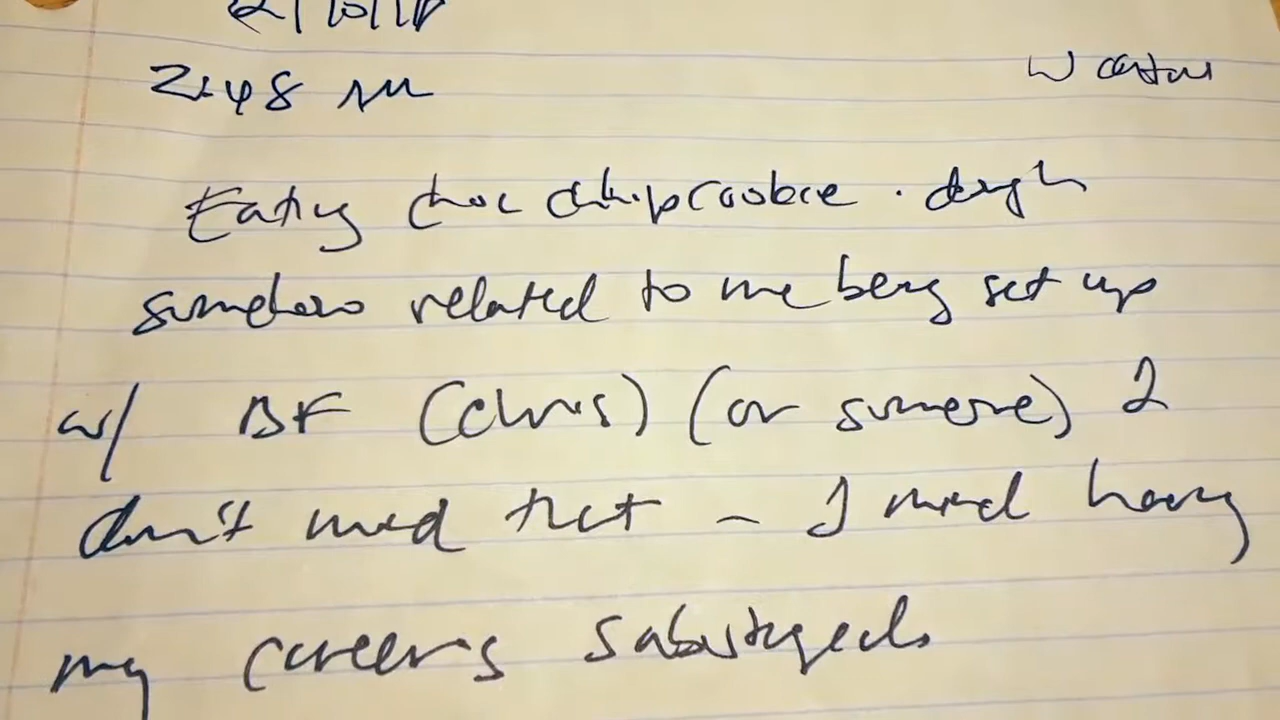 2:48 AM
Eating choc chip cookie dough
somehow related to me being set up
w/ BF (Chris) (or someone) I
don't mind that - I mind having
my careers sabotaged.